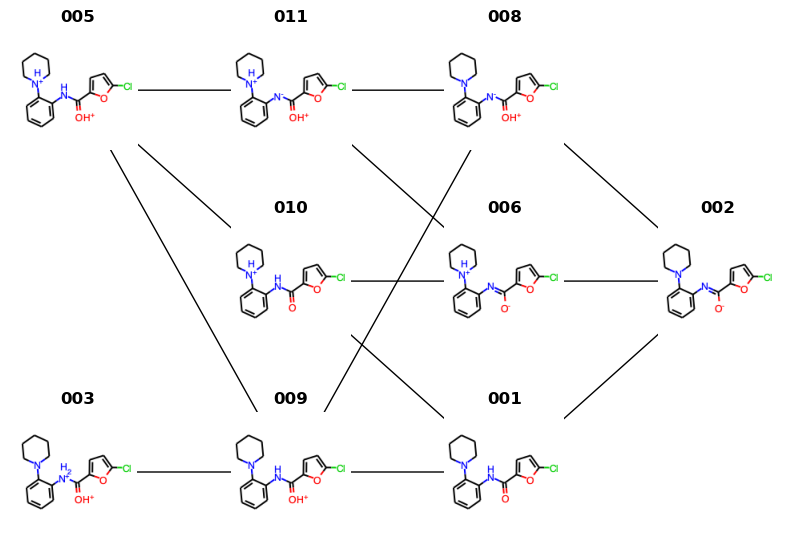 005 011 008
H N+ H N O Cl OH+
H N+ N- O Cl OH+
N N- O Cl OH+
010 006 002
H N+ H N O Cl O
H N+ N O Cl O-
N N O Cl O-
003 009 001
N H2 N+ O Cl OH+
N H N O Cl OH+
N H N O Cl O